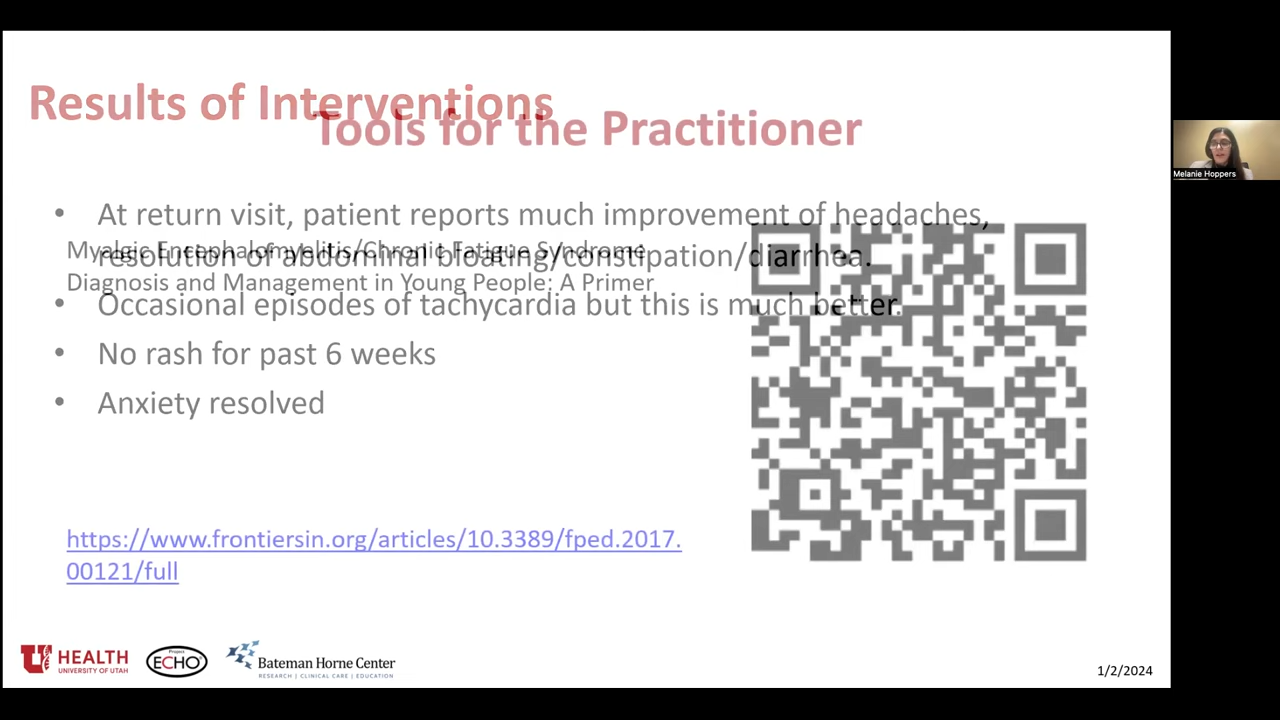 Results of Interventions
Tools for the Practitioner
• At return visit, patient reports much improvement of headaches,
resolution of abdominal bloating/constipation/diarrhea.
• Occasional episodes of tachycardia but this is much better.
• No rash for past 6 weeks
• Anxiety resolved
Myalgic Encephalomyelitis/Chronic Fatigue Syndrome
Diagnosis and Management in Young People: A Primer
https://www.frontiersin.org/articles/10.3389/fped.2017.
00121/full
U HEALTH
UNIVERSITY OF UTAH
Project
ECHO
Bateman Horne Center
RESEARCH | CLINICAL CARE | EDUCATION
1/2/2024
Melanie Hoppers